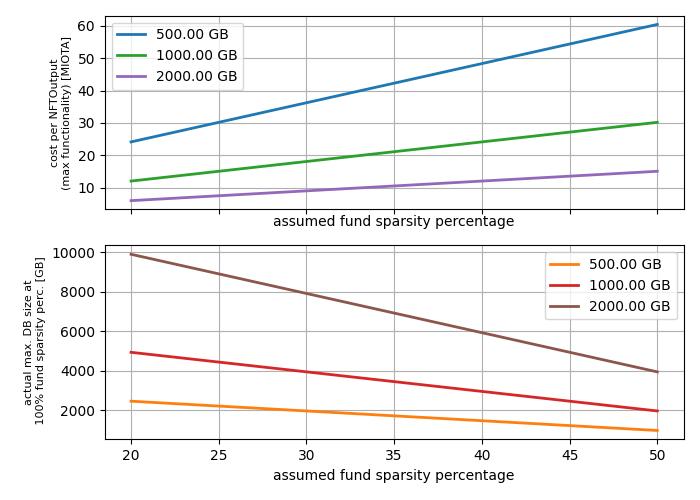 60
50
40
30
20
10
cost per NFTOutput
(max functionality) [MIOTA]
500.00 GB
1000.00 GB
2000.00 GB
assumed fund sparsity percentage
10000
8000
6000
4000
2000
actual max. DB size at
100% fund sparsity perc. [GB]
500.00 GB
1000.00 GB
2000.00 GB
20 25 30 35 40 45 50
assumed fund sparsity percentage